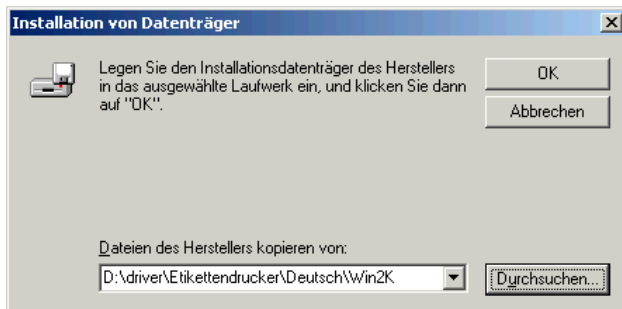 Installation von Datenträger
Legen Sie den Installationsdatenträger des Herstellers
in das ausgewählte Laufwerk ein, und klicken Sie dann
auf "OK".
OK
Abbrechen
Dateien des Herstellers kopieren von:
D:\driver\Etikettendrucker\Deutsch\Win2K
Durchsuchen...